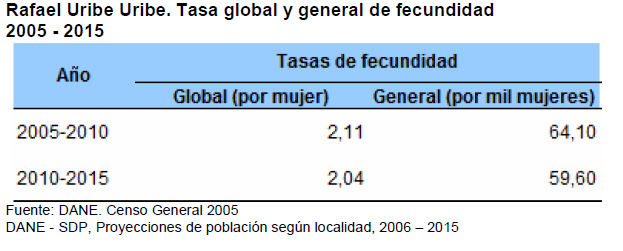 Rafael Uribe Uribe. Tasa global y general de fecundidad
2005 - 2015
Año
Tasas de fecundidad
Global (por mujer) General (por mil mujeres)
2005-2010 2,11 64,10
2010-2015 2,04 59,60
Fuente: DANE. Censo General 2005
DANE - SDP, Proyecciones de población según localidad, 2006 – 2015